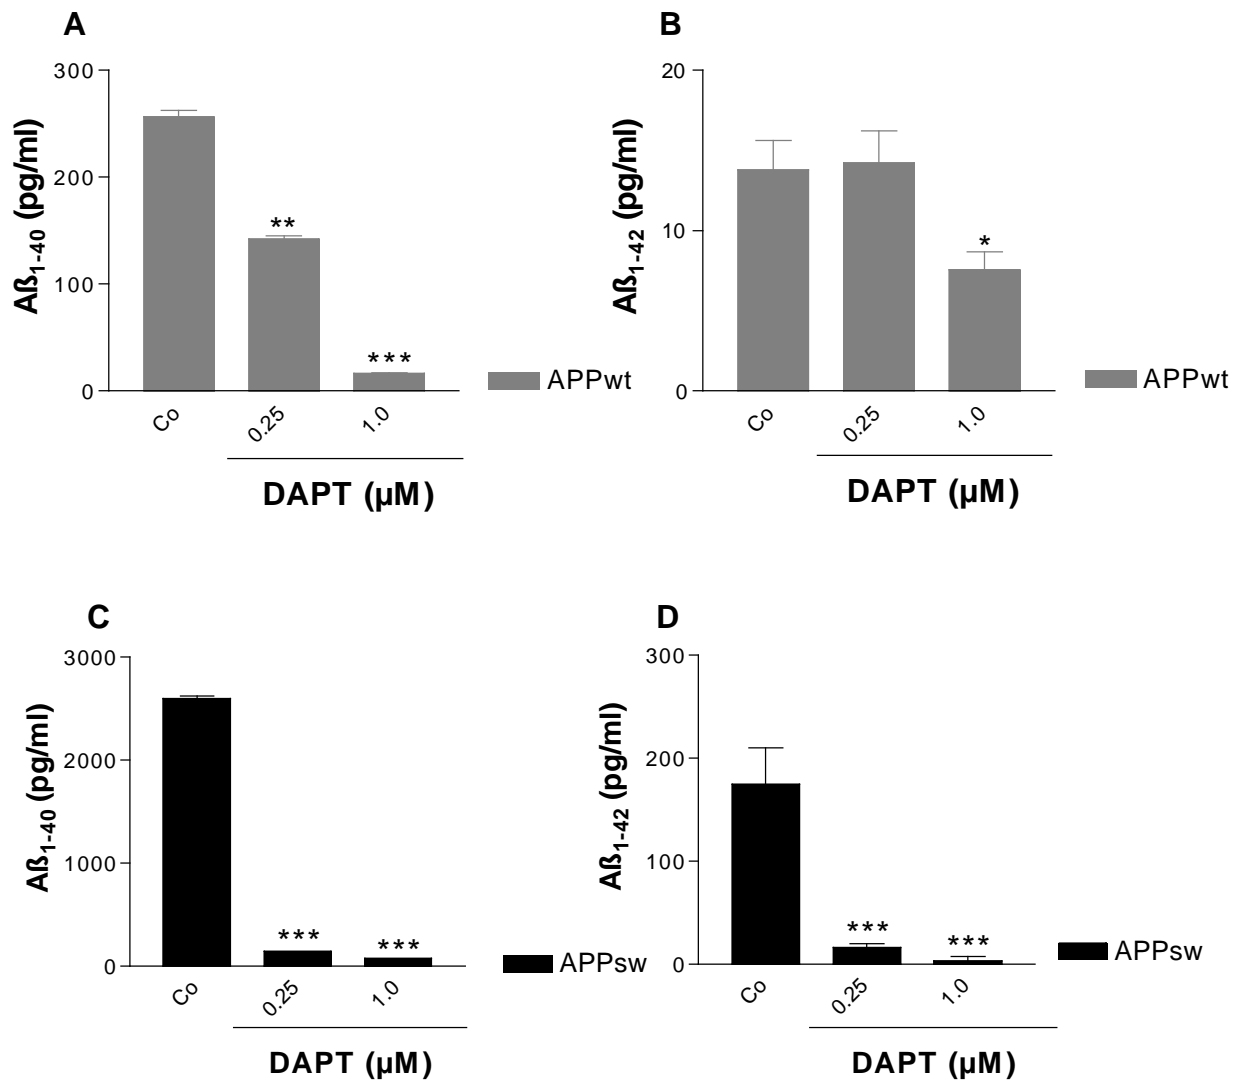 A
300
200
100
0
Aß1-40 (pg/ml)
**
***
Co
0.25
1.0
DAPT (µM)
APPwt
B
20
10
0
Aß1-42 (pg/ml)
*
Co
0.25
1.0
DAPT (µM)
APPwt
C
3000
2000
1000
0
Aß1-40 (pg/ml)
***
***
Co
0.25
1.0
DAPT (µM)
APPsw
D
300
200
100
0
Aß1-42 (pg/ml)
***
***
Co
0.25
1.0
DAPT (µM)
APPsw